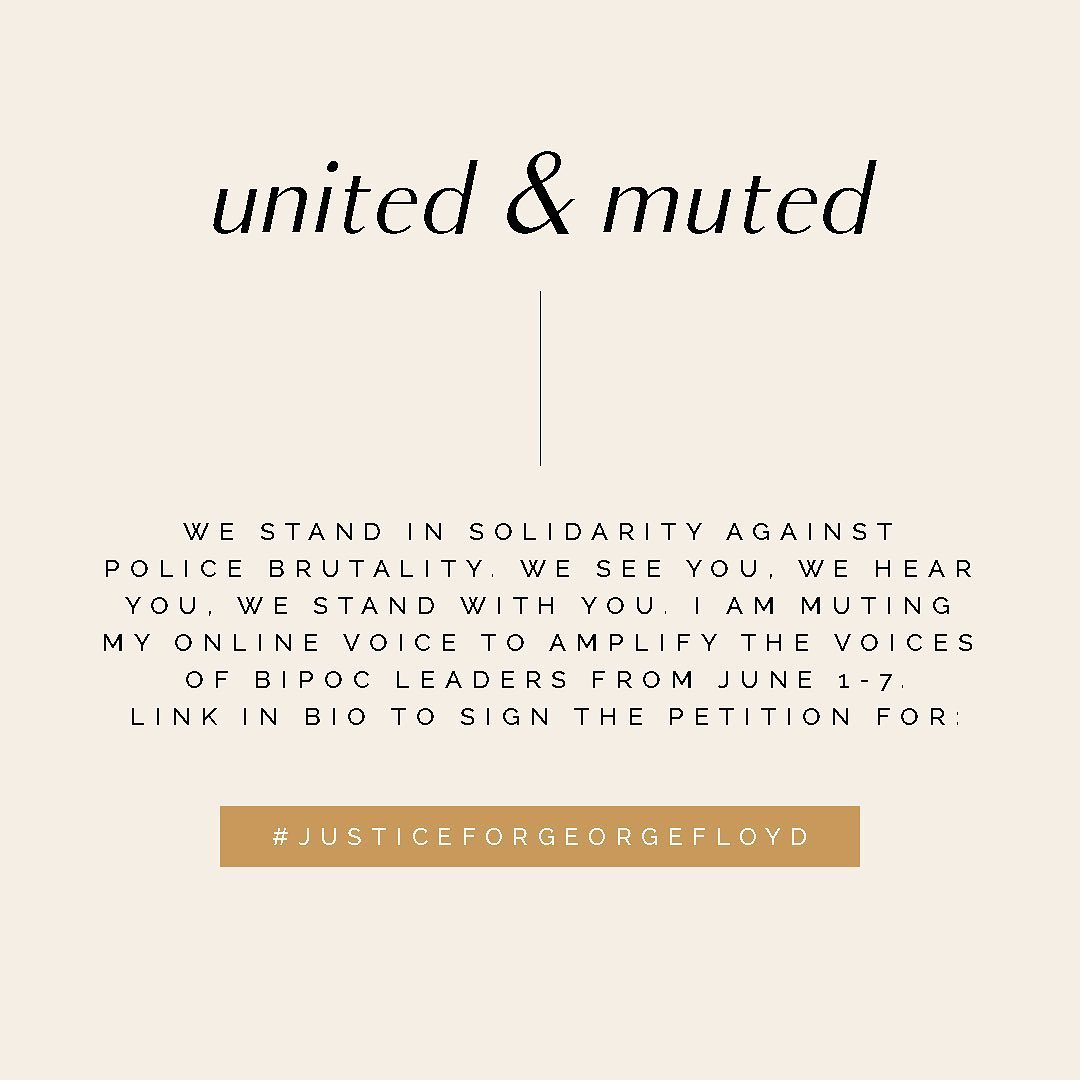 united & muted
WE STAND IN SOLIDARITY AGAINST
POLICE BRUTALITY. WE SEE YOU, WE HEAR
YOU, WE STAND WITH YOU. I AM MUTING
MY ONLINE VOICE TO AMPLIFY THE VOICES
OF BIPOC LEADERS FROM JUNE 1-7.
LINK IN BIO TO SIGN THE PETITION FOR:
#JUSTICEFORGEORGEFLOYD